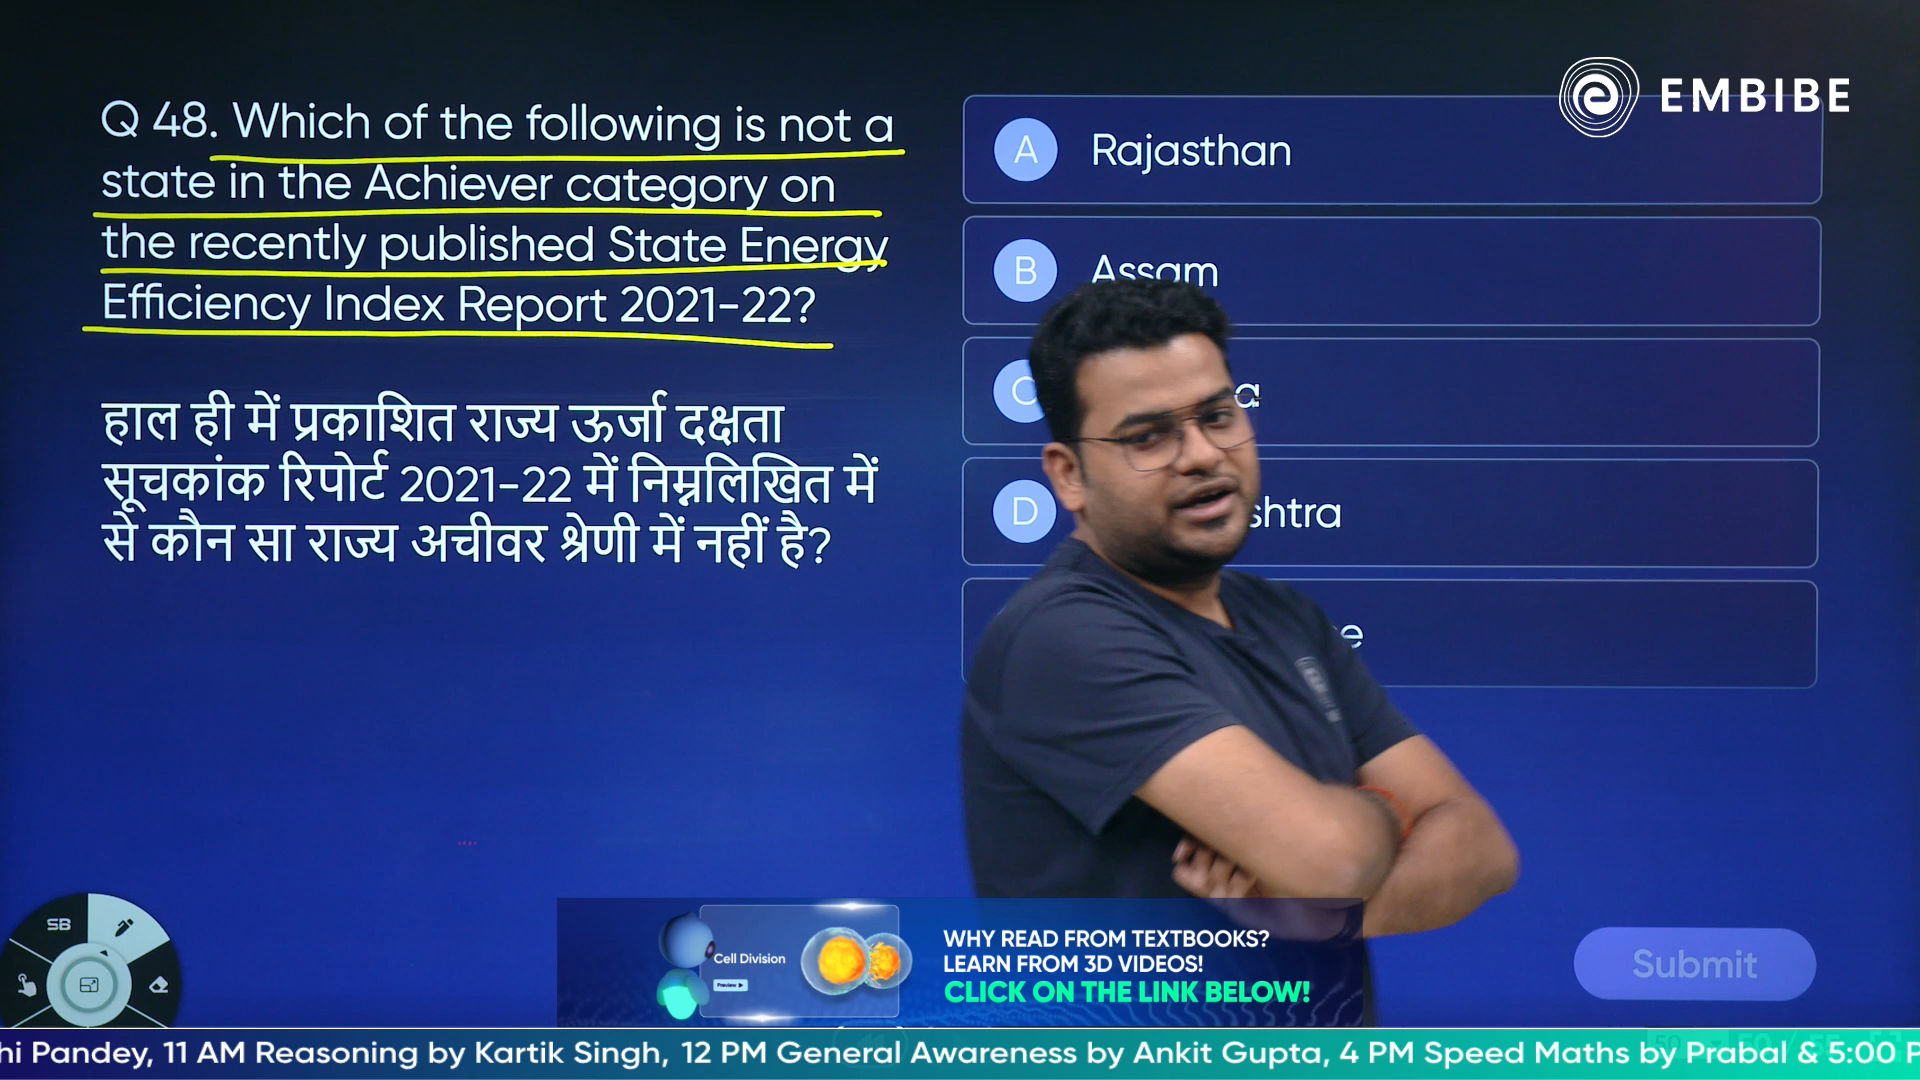 EMBIBE
Q 48. Which of the following is not a
state in the Achiever category on
the recently published State Energy
Efficiency Index Report 2021-22?
हाल ही में प्रकाशित राज्य ऊर्जा दक्षता
सूचकांक रिपोर्ट 2021-22 में निम्नलिखित में
से कौन सा राज्य अचीवर श्रेणी में नहीं है?
A Rajasthan
B Assam
C
D
SB
Cell Division
Preview
WHY READ FROM TEXTBOOKS?
LEARN FROM 3D VIDEOS!
CLICK ON THE LINK BELOW!
Submit
hi Pandey, 11 AM Reasoning by Kartik Singh, 12 PM General Awareness by Ankit Gupta, 4 PM Speed Maths by Prabal & 5:00 P